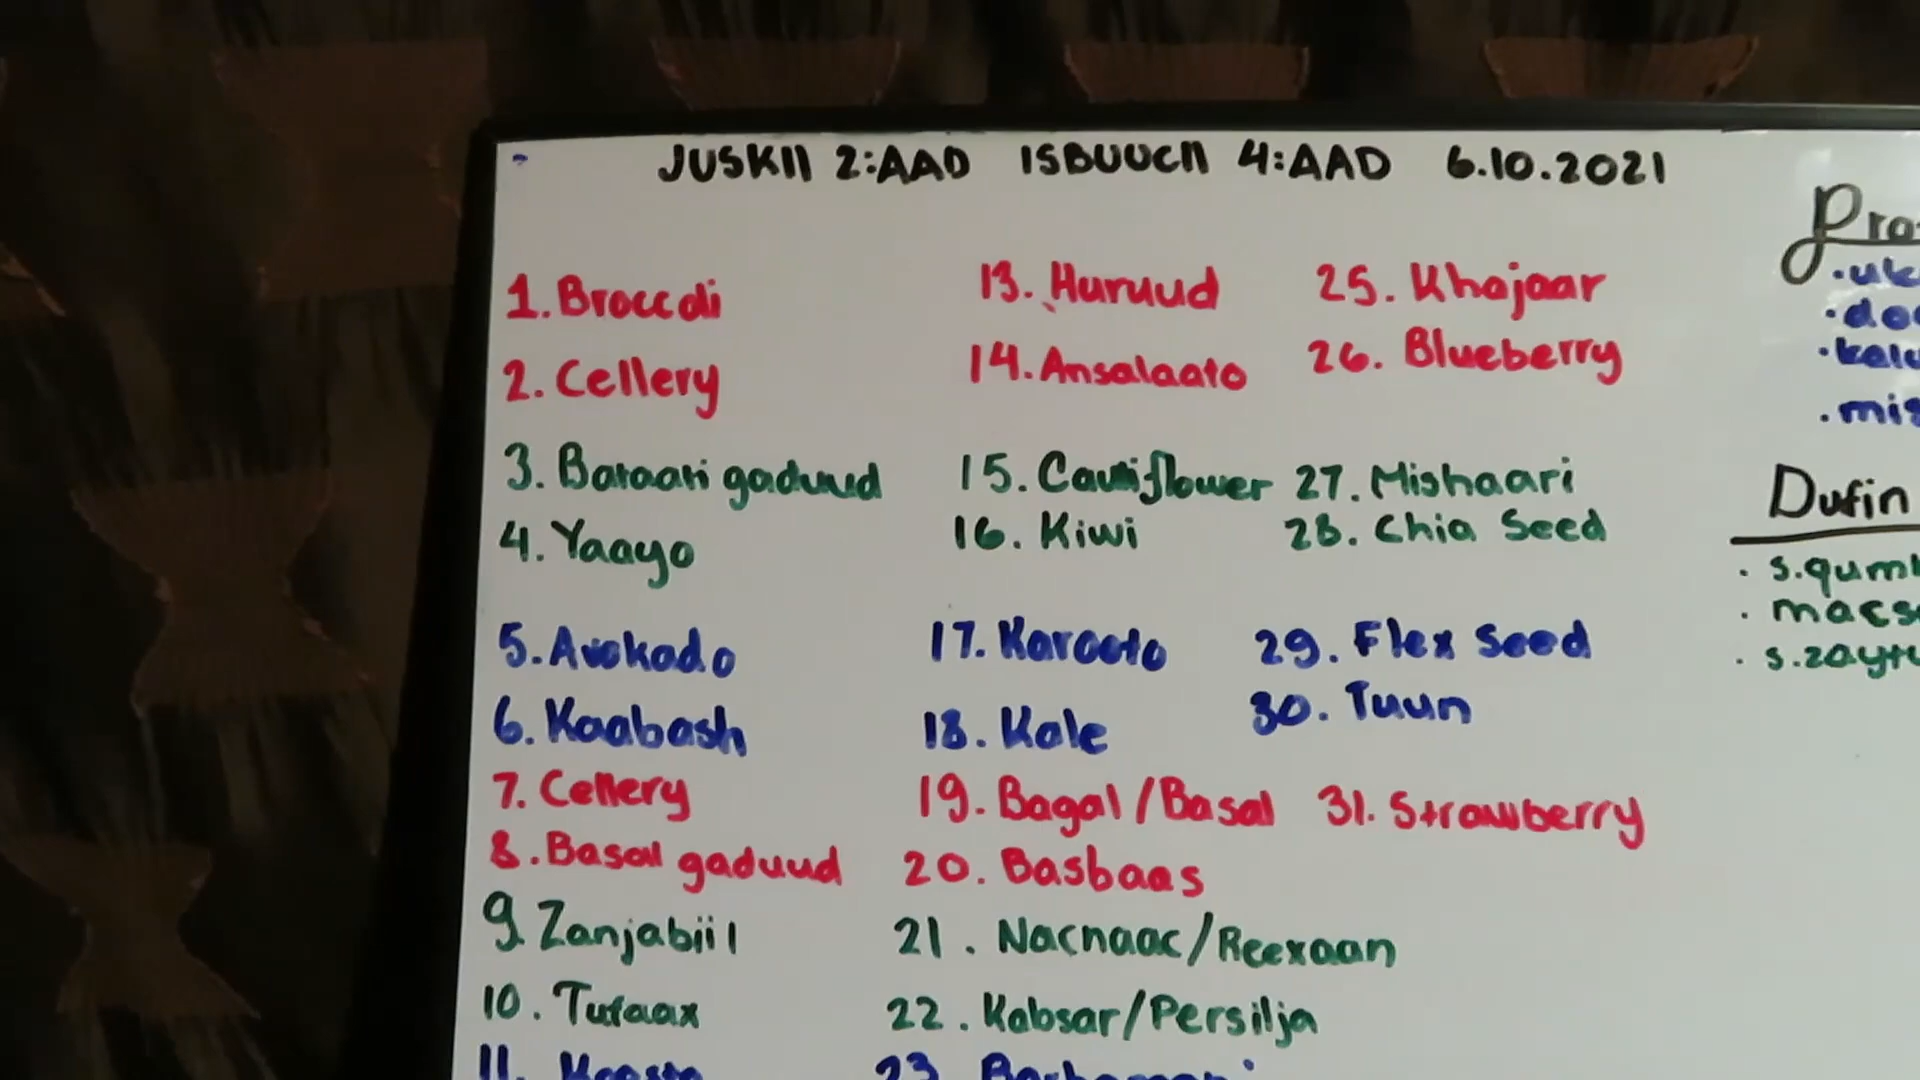 JUSKII 2:AAD ISBUUCII 4:AAD 6.10.2021
1. Broccoli
2. Cellery
3. Baraari gaduud
4. Yaayo
5. Avokado
6. Kaabash
7. Cellery
8. Basal gaduud
9. Zanjabiil
10. Tufaax
11.
13. Huruud
14. Ansalaato
15. Cauliflower
16. Kiwi
17. Karooto
18. Kale
19. Bagal/Basal
20. Basbaas
21. Nacnaac/Reexaan
22. Kabsar/Persilja
23.
25. Khajaar
26. Blueberry
27. Mishaari
28. Chia Seed
29. Flex Seed
30. Tuun
31. Strawberry
Dufin